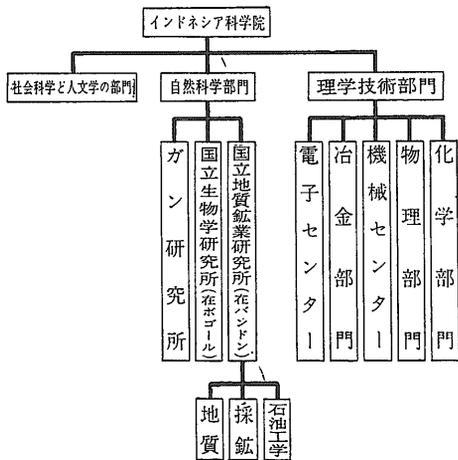 インドネシア科学院
社会科学ど人文学の部門
自然科学部門
理学技術部門
ガン研究所
国立生物学研究所(在ボゴール)
国立地質鉱業研究所(在バンドン)
電子センター
冶金部門
機械センター
物理部門
化学部門
地質
採鉱
石油工学